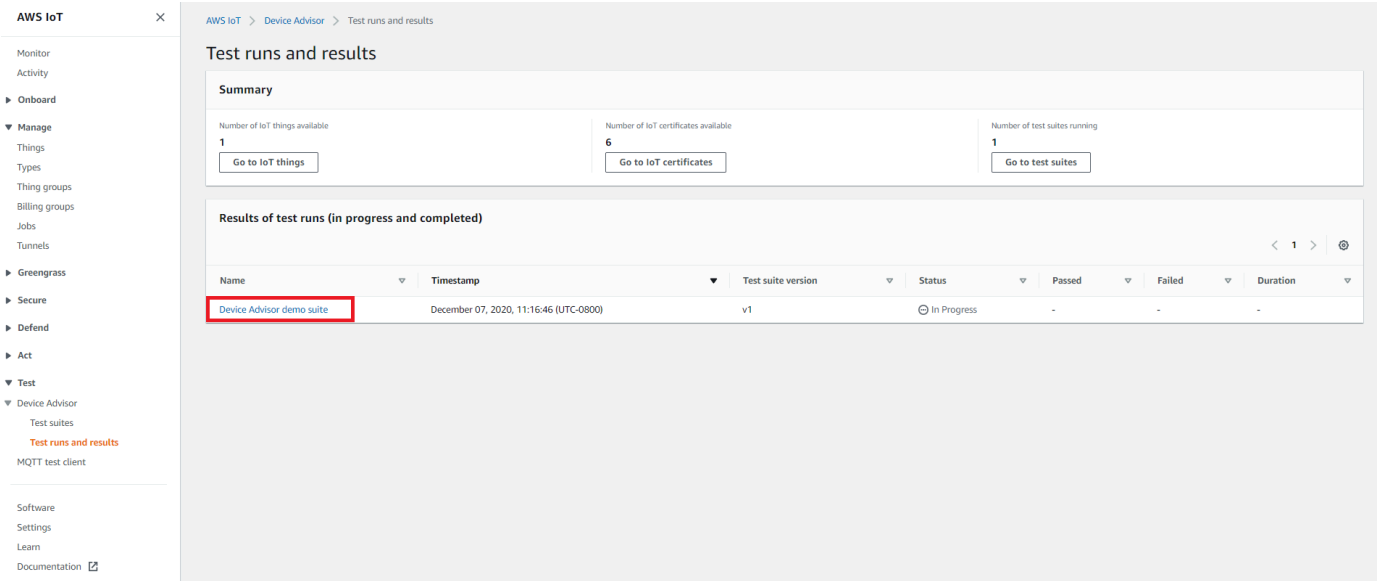 AWS IoT
Monitor
Activity
Onboard
Manage
Things
Types
Thing groups
Billing groups
Jobs
Tunnels
Greengrass
Secure
Defend
Act
Test
Device Advisor
Test suites
Test runs and results
MQTT test client
Software
Settings
Learn
Documentation
AWS IoT > Device Advisor > Test runs and results
Test runs and results
Summary
Number of IoT things available
1
Go to IoT things
Number of IoT certificates available
6
Go to IoT certificates
Number of test suites running
1
Go to test suites
Results of test runs (in progress and completed)
< 1 >
Name Timestamp Test suite version Status Passed Failed Duration
Device Advisor demo suite December 07, 2020, 11:16:46 (UTC-0800) v1 In Progress - - -